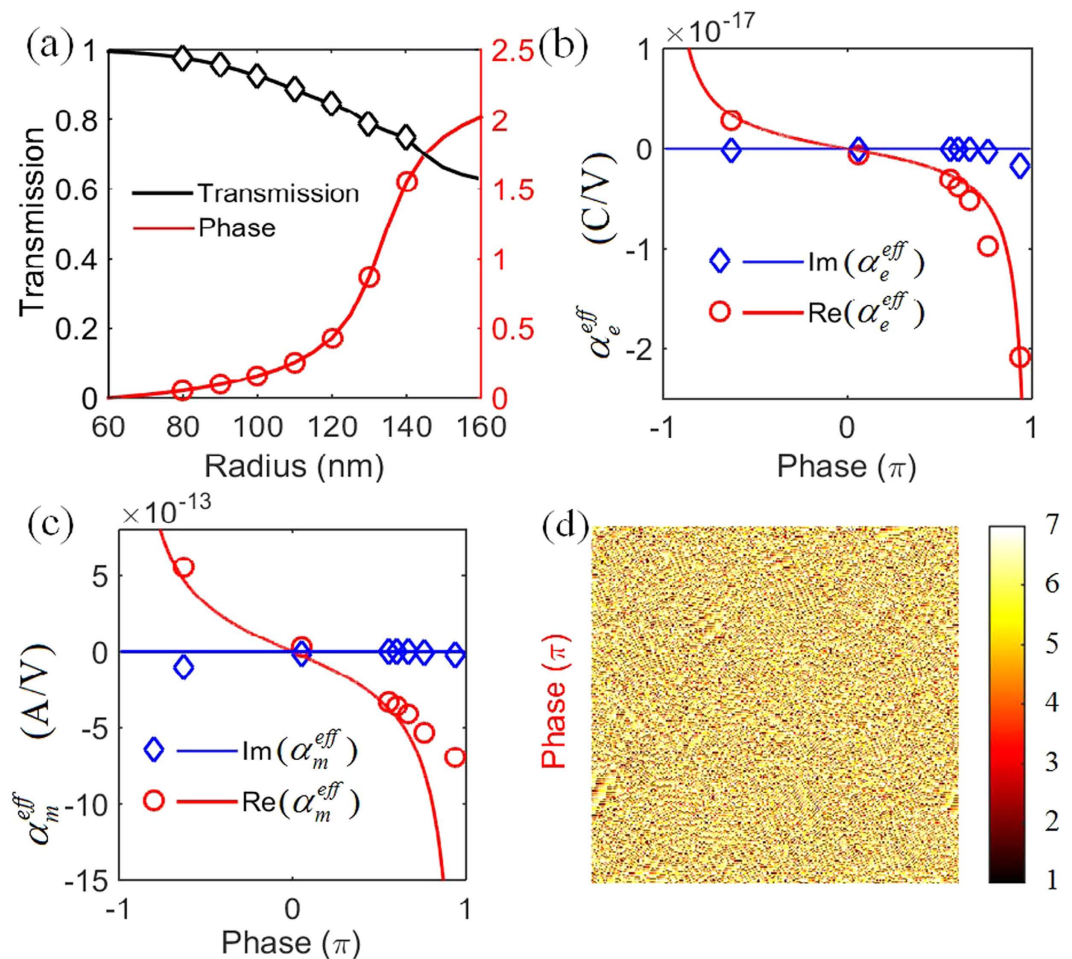 (a)
1
0.8
0.6
0.4
0.2
0
Transmission
Transmission
Phase
2.5
2
1.5
1
0.5
0
60 80 100 120 140 160
Radius (nm)
Phase (π)
(b)
×10-17
1
0
-1
-2
α_e^eff (C/V)
Im(α_e^eff)
Re(α_e^eff)
-1 0 1
Phase (π)
(c)
×10-13
5
0
-5
-10
-15
α_m^eff (A/V)
Im(α_m^eff)
Re(α_m^eff)
-1 0 1
Phase (π)
(d)
7
6
5
4
3
2
1